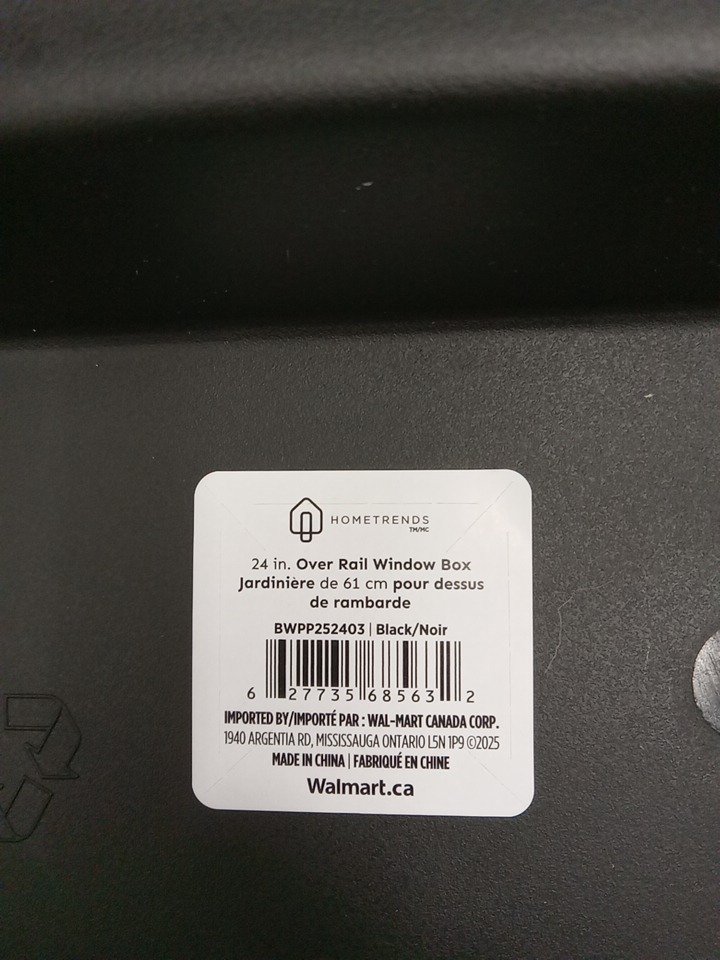 HOMETRENDS
TM/MC
24 in. Over Rail Window Box
Jardinière de 61 cm pour dessus
de rambarde
BWPP252403 | Black/Noir
6 27735 68563 2
IMPORTED BY/IMPORTÉ PAR : WAL-MART CANADA CORP.
1940 ARGENTIA RD, MISSISSAUGA ONTARIO L5N 1P9 ©2025
MADE IN CHINA | FABRIQUÉ EN CHINE
Walmart.ca